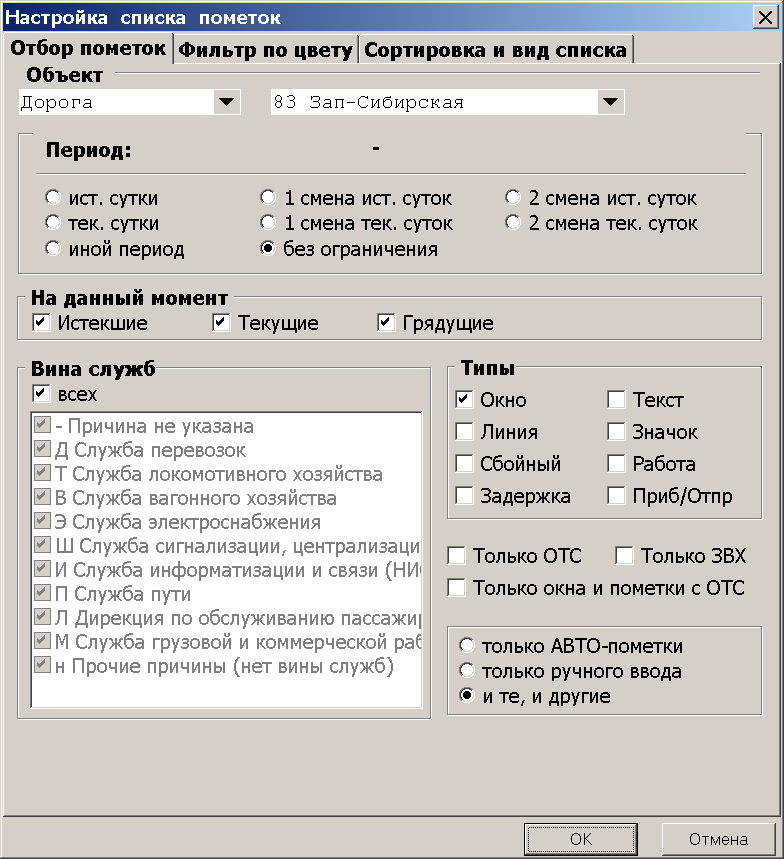 Настройка списка пометок
Отбор пометок Фильтр по цвету Сортировка и вид списка
Объект
Дорога 83 Зап-Сибирская
Период: -
ист. сутки 1 смена ист. суток 2 смена ист. суток
тек. сутки 1 смена тек. суток 2 смена тек. суток
иной период без ограничения
На данный момент
Истекшие Текущие Грядущие
Вина служб
всех
- Причина не указана
Д Служба перевозок
Т Служба локомотивного хозяйства
В Служба вагонного хозяйства
Э Служба электроснабжения
Ш Служба сигнализации, централизаци
И Служба информатизации и связи (НИ
П Служба пути
Л Дирекция по обслуживанию пассажир
М Служба грузовой и коммерческой раб
н Прочие причины (нет вины служб)
Типы
Окно Текст
Линия Значок
Сбойный Работа
Задержка Приб/Отпр
Только ОТС Только ЗВХ
Только окна и пометки с ОТС
только АВТО-пометки
только ручного ввода
и те, и другие
OK Отмена